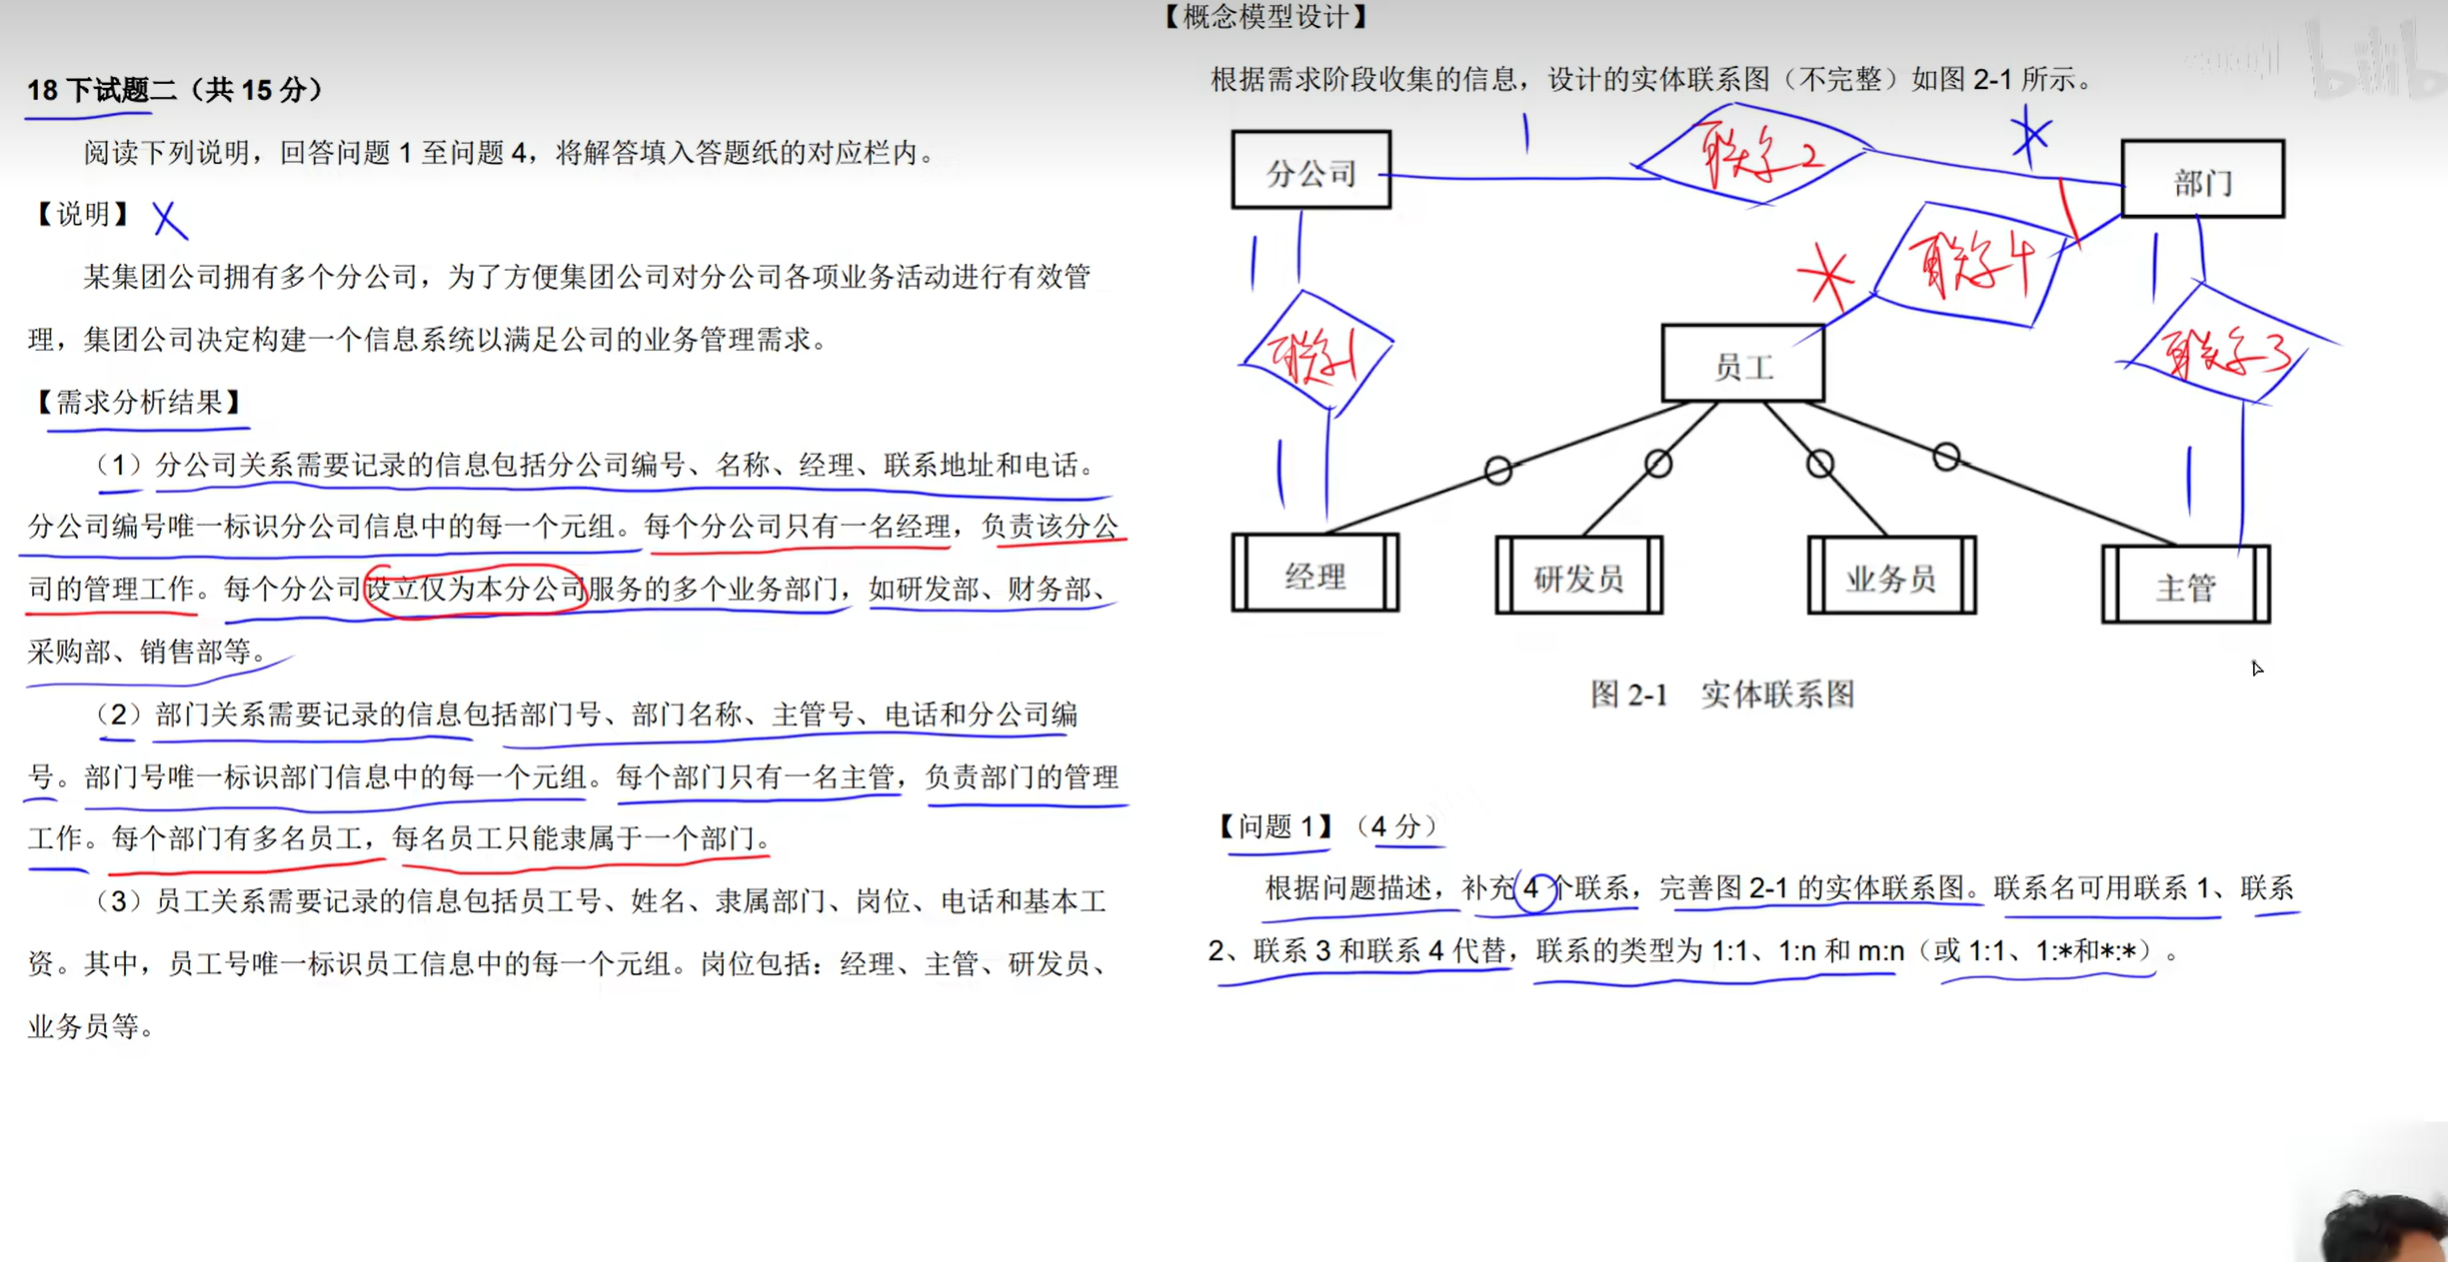 18 下试题二（共 15 分）
阅读下列说明，回答问题 1 至问题 4，将解答填入答题纸的对应栏内。
【说明】
某集团公司拥有多个分公司，为了方便集团公司对分公司各项业务活动进行有效管
理，集团公司决定构建一个信息系统以满足公司的业务管理需求。
【需求分析结果】
（1）分公司关系需要记录的信息包括分公司编号、名称、经理、联系地址和电话。
分公司编号唯一标识分公司信息中的每一个元组。每个分公司只有一名经理，负责该分公
司的管理工作。每个分公司设立仅为本分公司服务的多个业务部门，如研发部、财务部、
采购部、销售部等。
（2）部门关系需要记录的信息包括部门号、部门名称、主管号、电话和分公司编
号。部门号唯一标识部门信息中的每一个元组。每个部门只有一名主管，负责部门的管理
工作。每个部门有多名员工，每名员工只能隶属于一个部门。
（3）员工关系需要记录的信息包括员工号、姓名、隶属部门、岗位、电话和基本工
资。其中，员工号唯一标识员工信息中的每一个元组。岗位包括：经理、主管、研发员、
业务员等。
【概念模型设计】
根据需求阶段收集的信息，设计的实体联系图（不完整）如图 2-1 所示。
bilib
分公司
1
联系2
*
部门
1
联系1
1
*
联系4
1
1
联系3
1
员工
经理
研发员
业务员
主管
图 2-1 实体联系图
【问题 1】（4 分）
根据问题描述，补充 4 个联系，完善图 2-1 的实体联系图。联系名可用联系 1、联系
2、联系 3 和联系 4 代替，联系的类型为 1:1、1:n 和 m:n（或 1:1、1:*和*:*）。